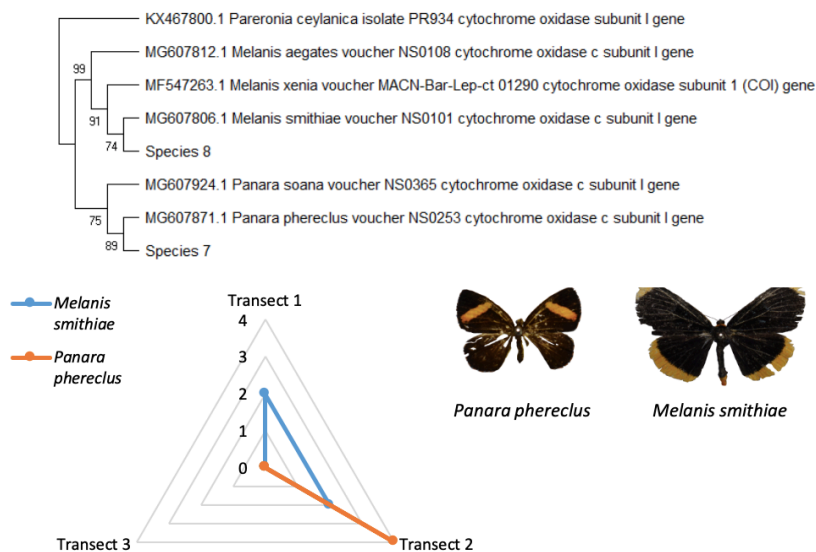 KX467800.1 Pareronia ceylanica isolate PR934 cytochrome oxidase subunit I gene
MG607812.1 Melanis aegates voucher NS0108 cytochrome oxidase c subunit I gene
99
MF547263.1 Melanis xenia voucher MACN-Bar-Lep-ct 01290 cytochrome oxidase subunit 1 (COI) gene
91
MG607806.1 Melanis smithiae voucher NS0101 cytochrome oxidase c subunit I gene
74
Species 8
MG607924.1 Panara soana voucher NS0365 cytochrome oxidase c subunit I gene
75
MG607871.1 Panara phereclus voucher NS0253 cytochrome oxidase c subunit I gene
89
Species 7
Melanis
smithiae
Panara
phereclus
Transect 1
4
3
2
1
0
Transect 3
Transect 2
Panara phereclus
Melanis smithiae